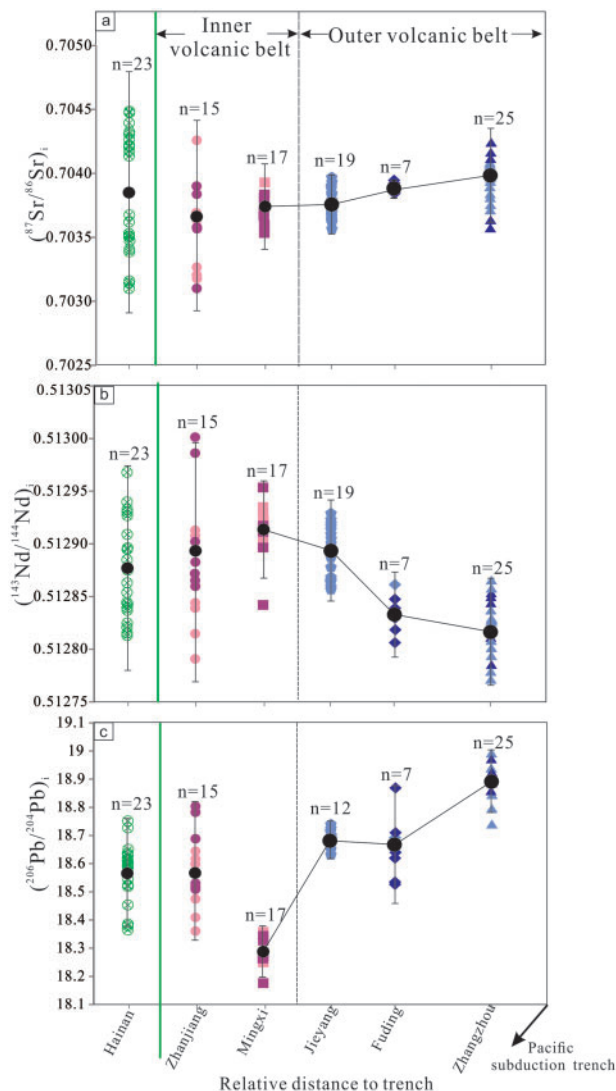 a
Inner
volcanic belt
Outer volcanic belt
n=23
n=15
n=17
n=19
n=7
n=25
0.7050
0.7045
0.7040
0.7035
0.7030
0.7025
(⁸⁷Sr/⁸⁶Sr)i
b
n=23
n=15
n=17
n=19
n=7
n=25
0.51305
0.51300
0.51295
0.51290
0.51285
0.51280
0.51275
(¹⁴³Nd/¹⁴⁴Nd)i
c
n=23
n=15
n=17
n=12
n=7
n=25
19.1
19
18.9
18.8
18.7
18.6
18.5
18.4
18.3
18.2
18.1
(²⁰⁶Pb/²⁰⁴Pb)i
Hainan
Zhanjiang
Mingxi
Jieyang
Fuding
Zhangzhou
Pacific
subduction trench
Relative distance to trench